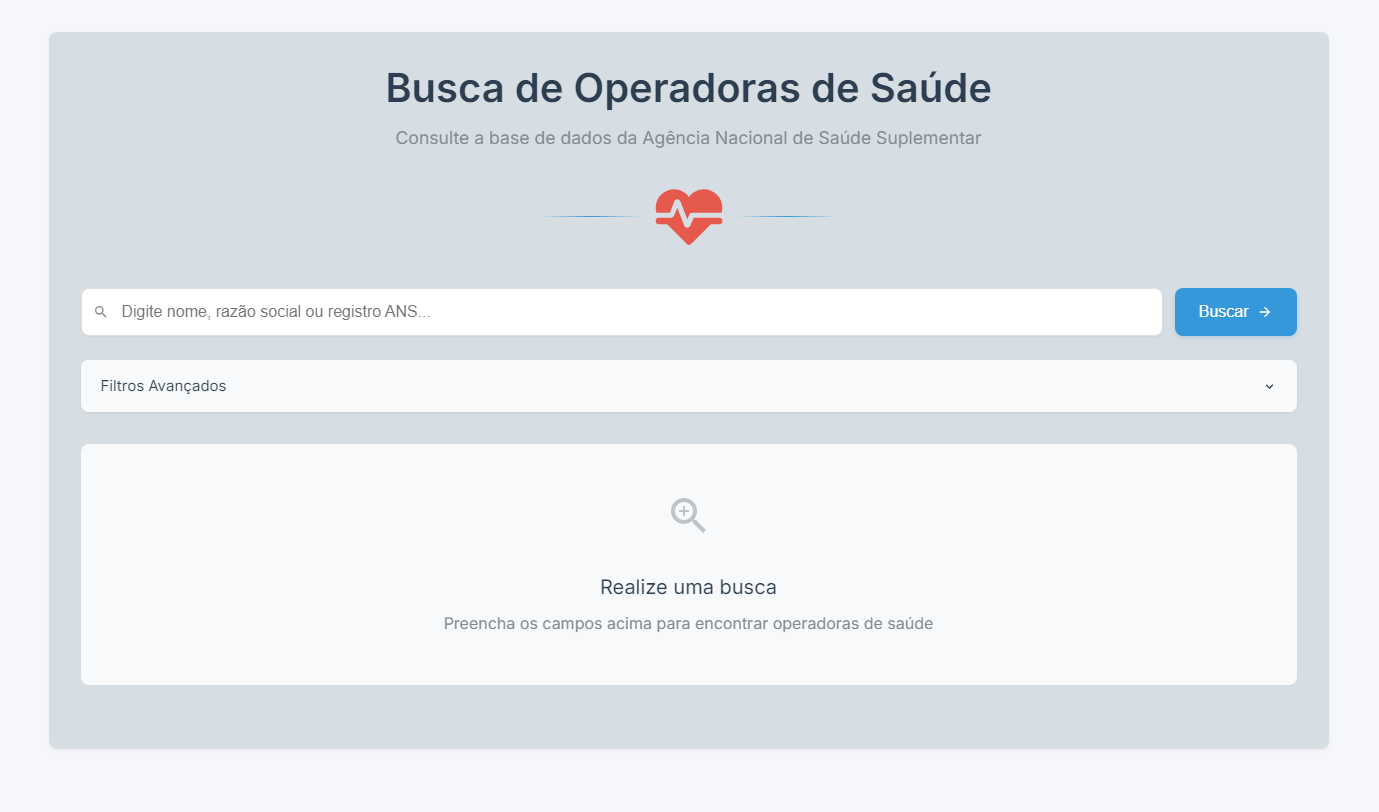 Busca de Operadoras de Saúde
Consulte a base de dados da Agência Nacional de Saúde Suplementar
Digite nome, razão social ou registro ANS...
Buscar
Filtros Avançados
Realize uma busca
Preencha os campos acima para encontrar operadoras de saúde